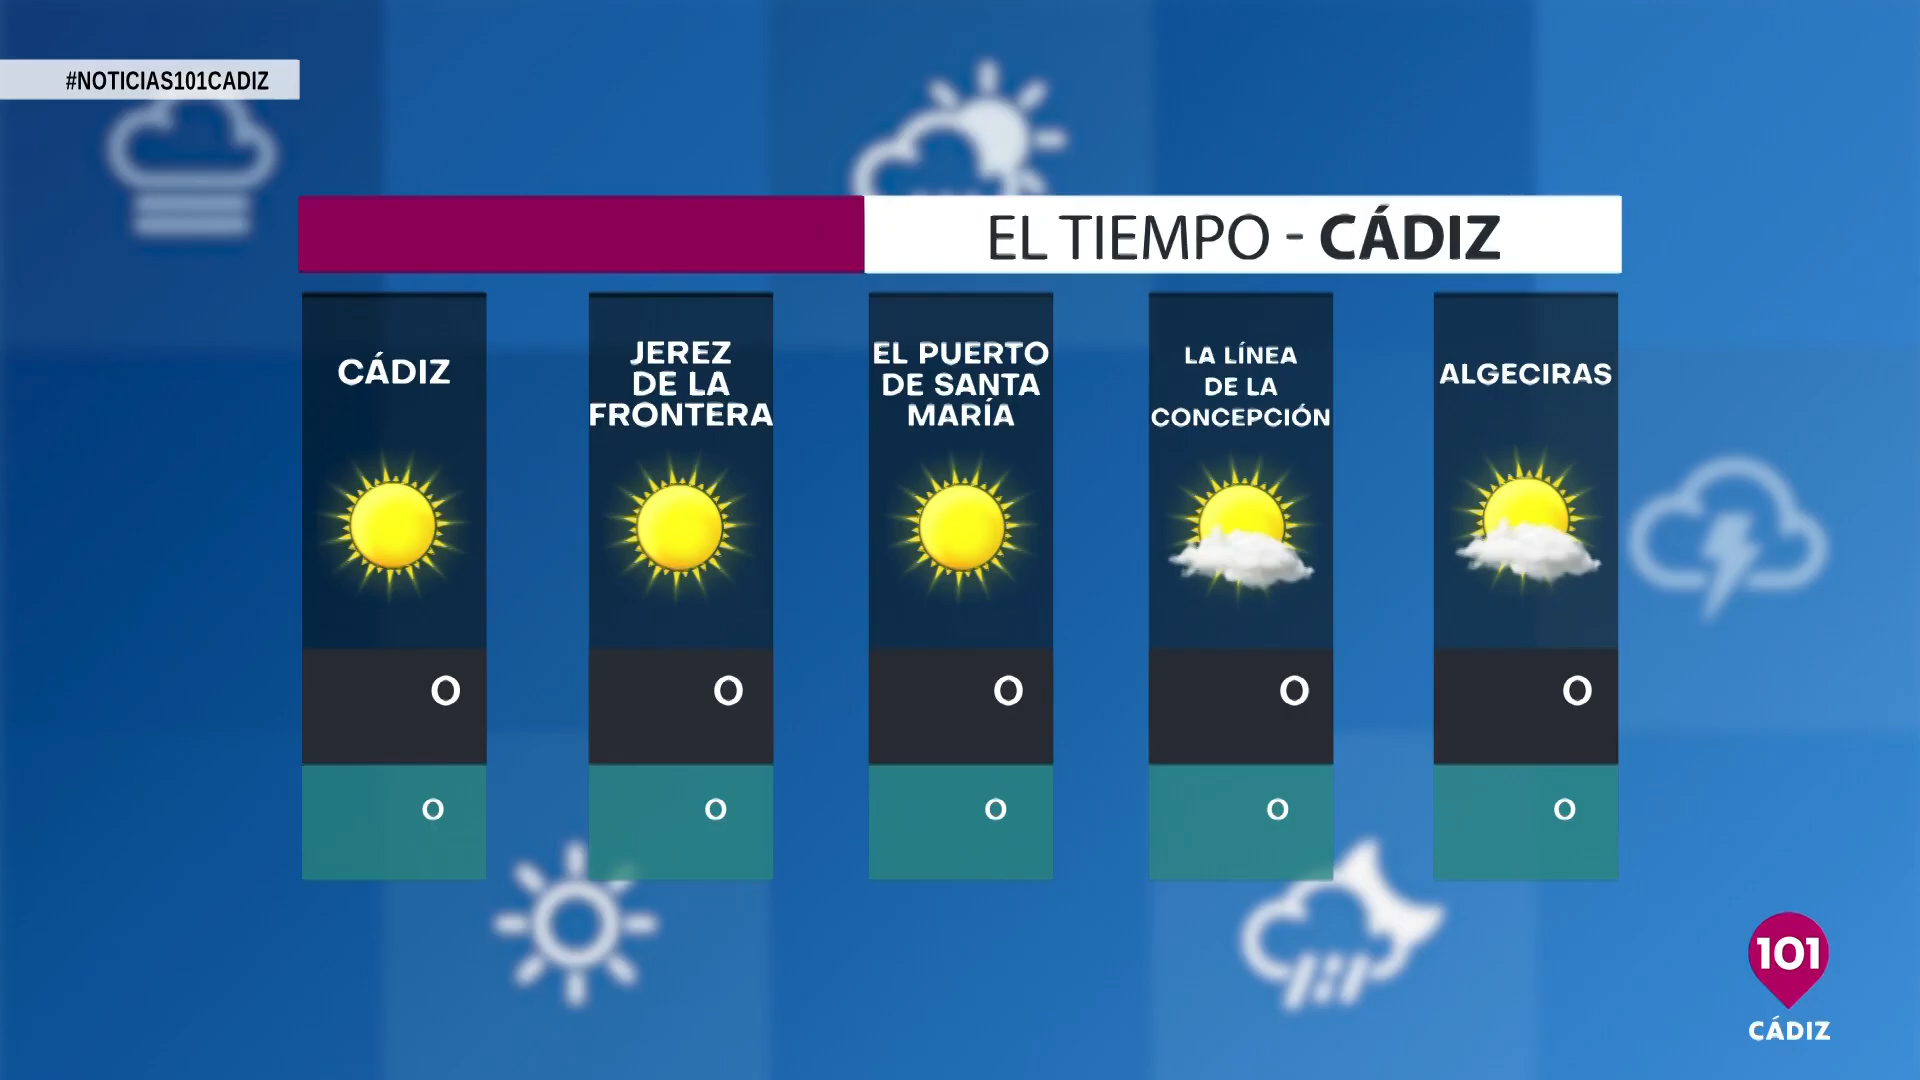 #NOTICIAS101CADIZ
EL TIEMPO - CÁDIZ
CÁDIZ
JEREZ
DE LA
FRONTERA
EL PUERTO
DE SANTA
MARÍA
LA LÍNEA
DE LA
CONCEPCIÓN
ALGECIRAS
O O O O O
O O O O O
101
CÁDIZ